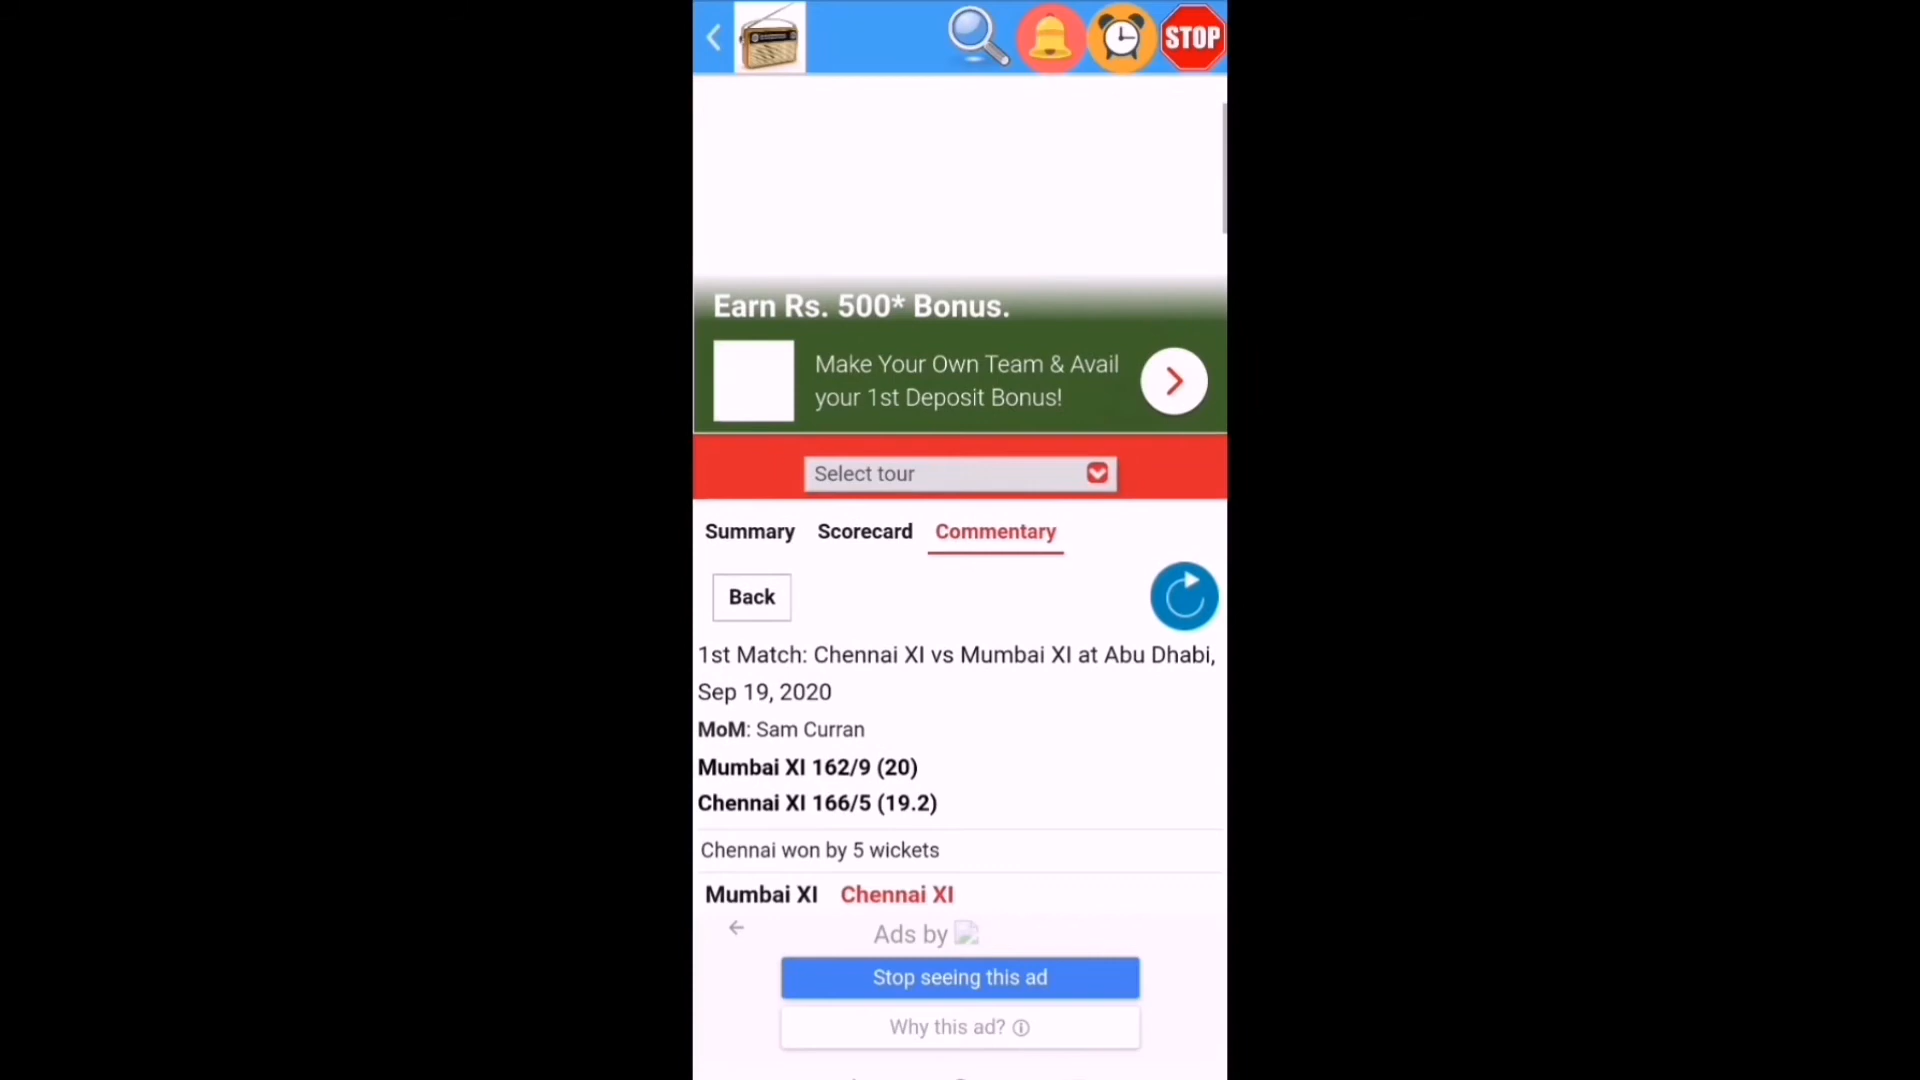 STOP
Earn Rs. 500* Bonus.
Make Your Own Team & Avail
your 1st Deposit Bonus!
Select tour
Summary Scorecard Commentary
Back
1st Match: Chennai XI vs Mumbai XI at Abu Dhabi,
Sep 19, 2020
MoM: Sam Curran
Mumbai XI 162/9 (20)
Chennai XI 166/5 (19.2)
Chennai won by 5 wickets
Mumbai XI Chennai XI
Ads by
Stop seeing this ad
Why this ad?